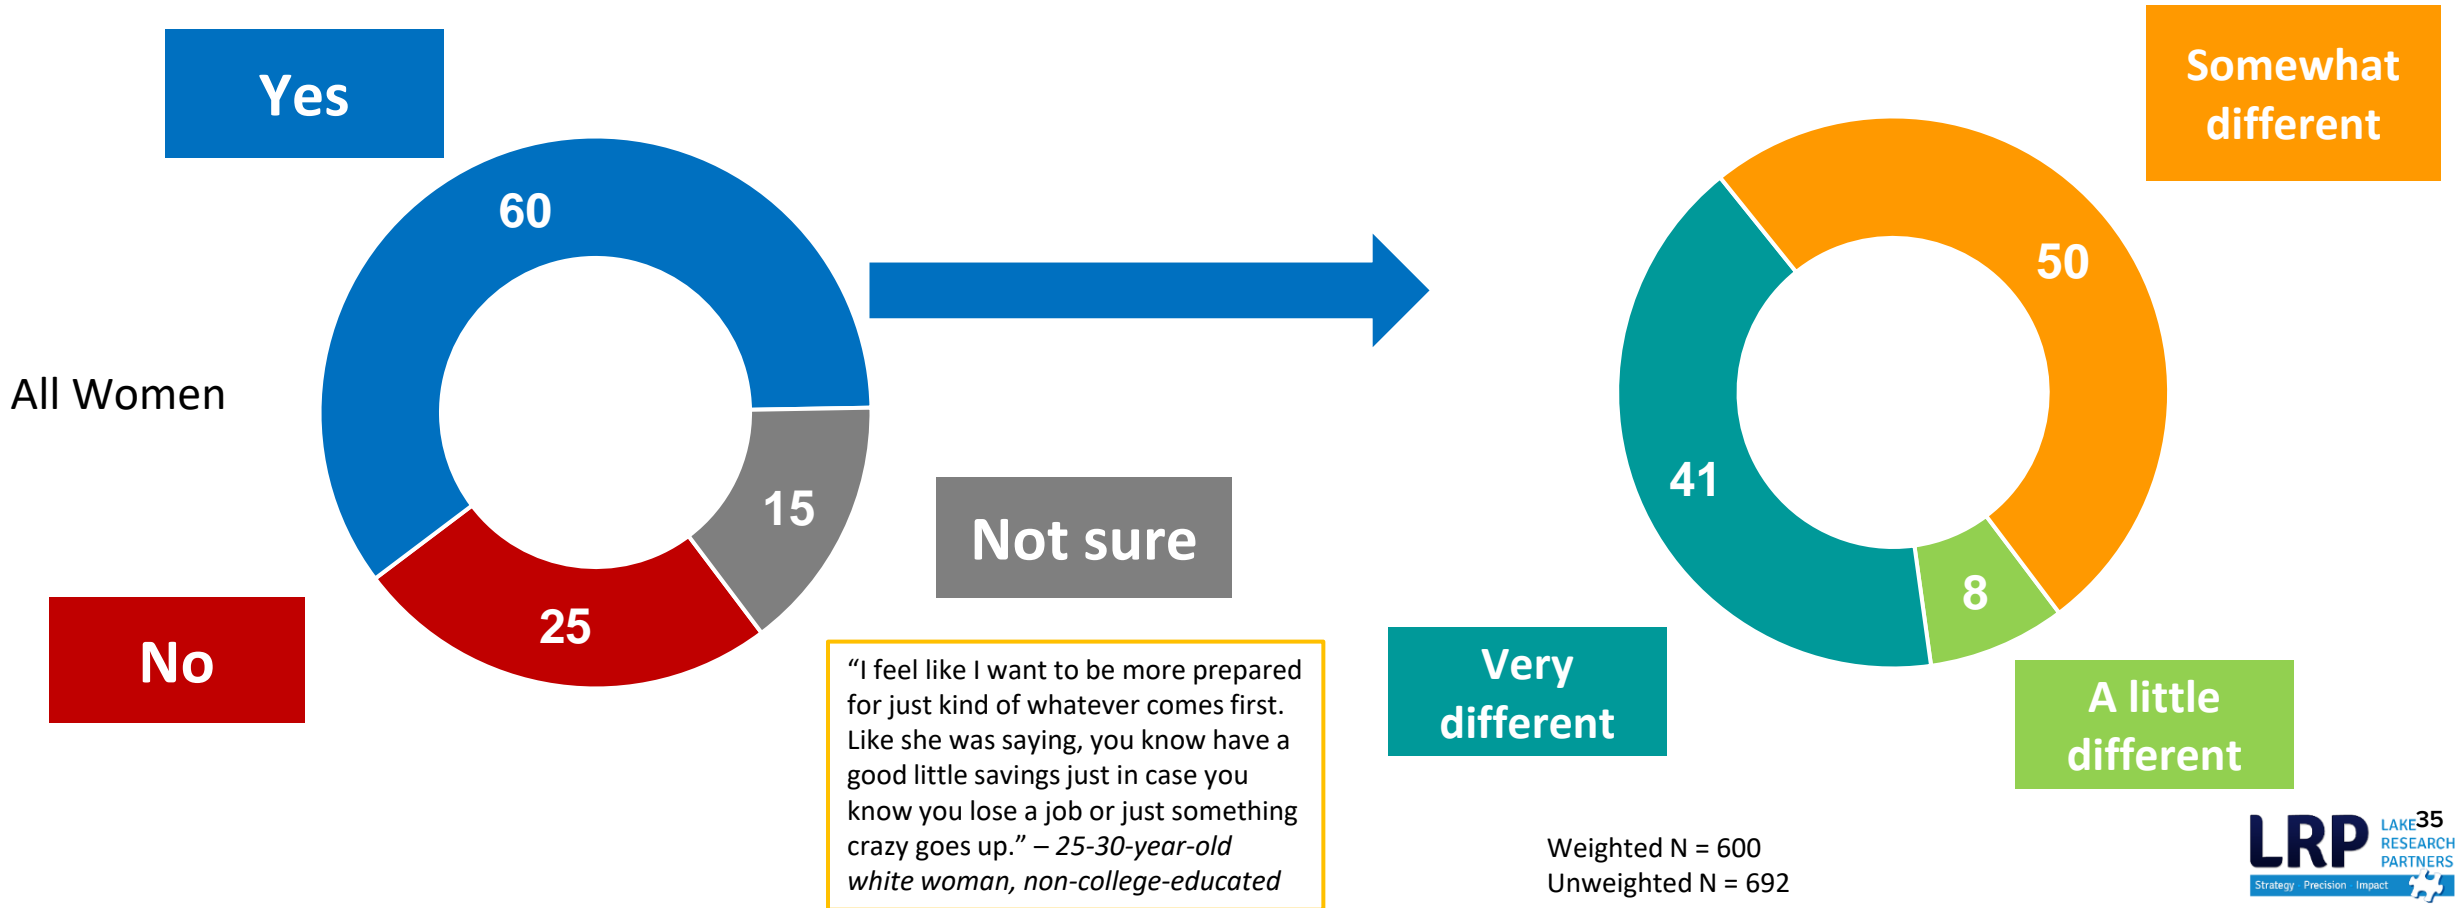 Yes
60
All Women
15
Not sure
25
No
“I feel like I want to be more prepared
for just kind of whatever comes first.
Like she was saying, you know have a
good little savings just in case you
know you lose a job or just something
crazy goes up.” – 25-30-year-old
white woman, non-college-educated
Somewhat
different
50
41
8
Very
different
A little
different
Weighted N = 600
Unweighted N = 692
LRP
LAKE
RESEARCH
PARTNERS
Strategy · Precision · Impact
35